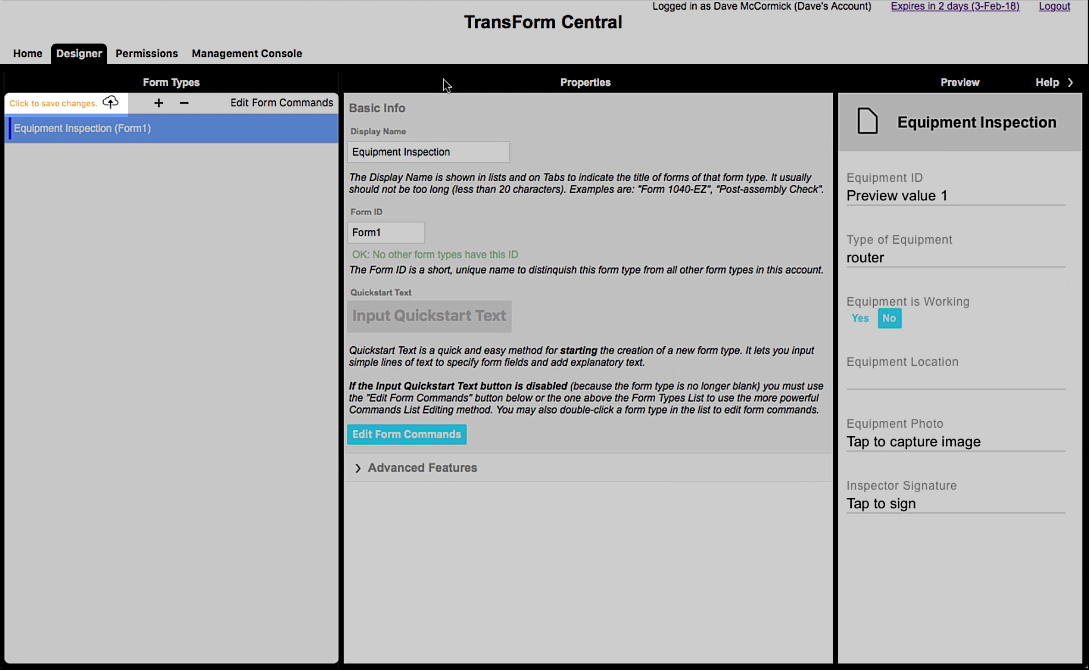 Logged in as Dave McCormick (Dave's Account) Expires in 2 days (3-Feb-18) Logout
TransForm Central
Home Designer Permissions Management Console
Form Types Properties Preview Help
Click to save changes. + − Edit Form Commands
Equipment Inspection (Form1)
Basic Info
Display Name
Equipment Inspection
The Display Name is shown in lists and on Tabs to indicate the title of forms of that form type. It usually
should not be too long (less than 20 characters). Examples are: "Form 1040-EZ", "Post-assembly Check".
Form ID
Form1
OK: No other form types have this ID
The Form ID is a short, unique name to distinquish this form type from all other form types in this account.
Quickstart Text
Input Quickstart Text
Quickstart Text is a quick and easy method for starting the creation of a new form type. It lets you input
simple lines of text to specify form fields and add explanatory text.
If the Input Quickstart Text button is disabled (because the form type is no longer blank) you must use
the "Edit Form Commands" button below or the one above the Form Types List to use the more powerful
Commands List Editing method. You may also double-click a form type in the list to edit form commands.
Edit Form Commands
Advanced Features
Equipment Inspection
Equipment ID
Preview value 1
Type of Equipment
router
Equipment is Working
Yes No
Equipment Location
Equipment Photo
Tap to capture image
Inspector Signature
Tap to sign